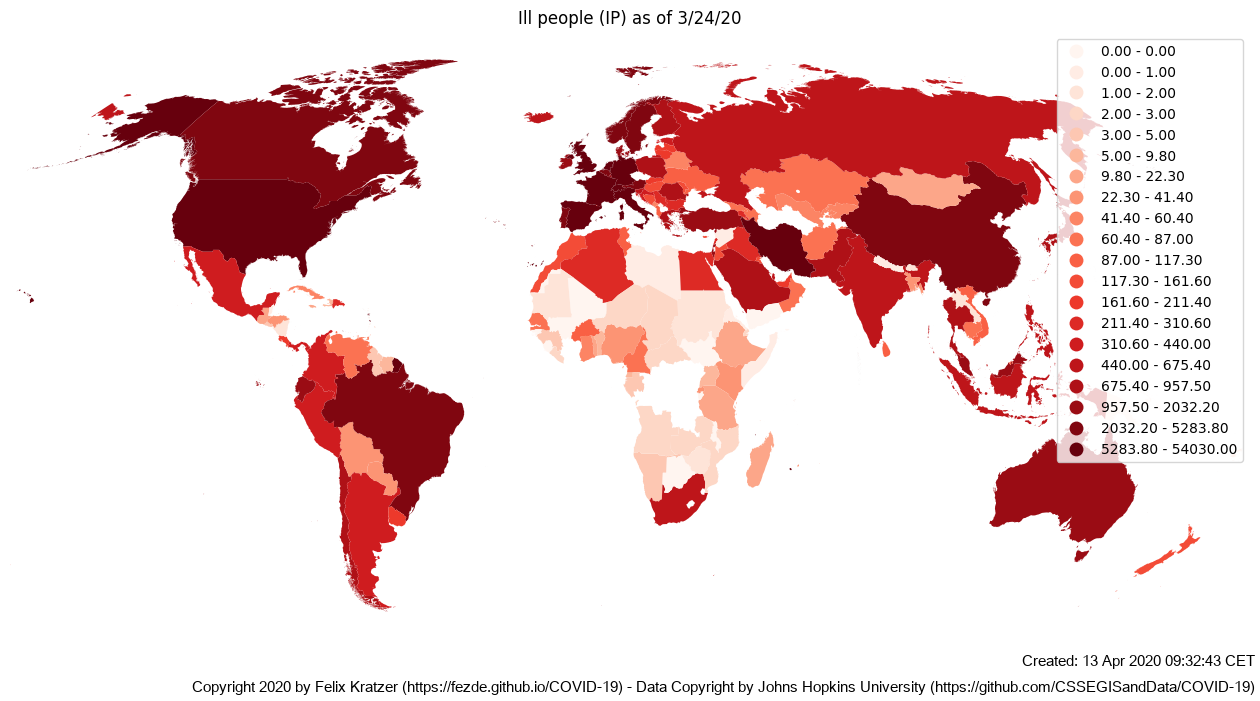 Ill people (IP) as of 3/24/20
0.00 - 0.00
0.00 - 1.00
1.00 - 2.00
2.00 - 3.00
3.00 - 5.00
5.00 - 9.80
9.80 - 22.30
22.30 - 41.40
41.40 - 60.40
60.40 - 87.00
87.00 - 117.30
117.30 - 161.60
161.60 - 211.40
211.40 - 310.60
310.60 - 440.00
440.00 - 675.40
675.40 - 957.50
957.50 - 2032.20
2032.20 - 5283.80
5283.80 - 54030.00
Created: 13 Apr 2020 09:32:43 CET
Copyright 2020 by Felix Kratzer (https://fezde.github.io/COVID-19) - Data Copyright by Johns Hopkins University (https://github.com/CSSEGISandData/COVID-19)